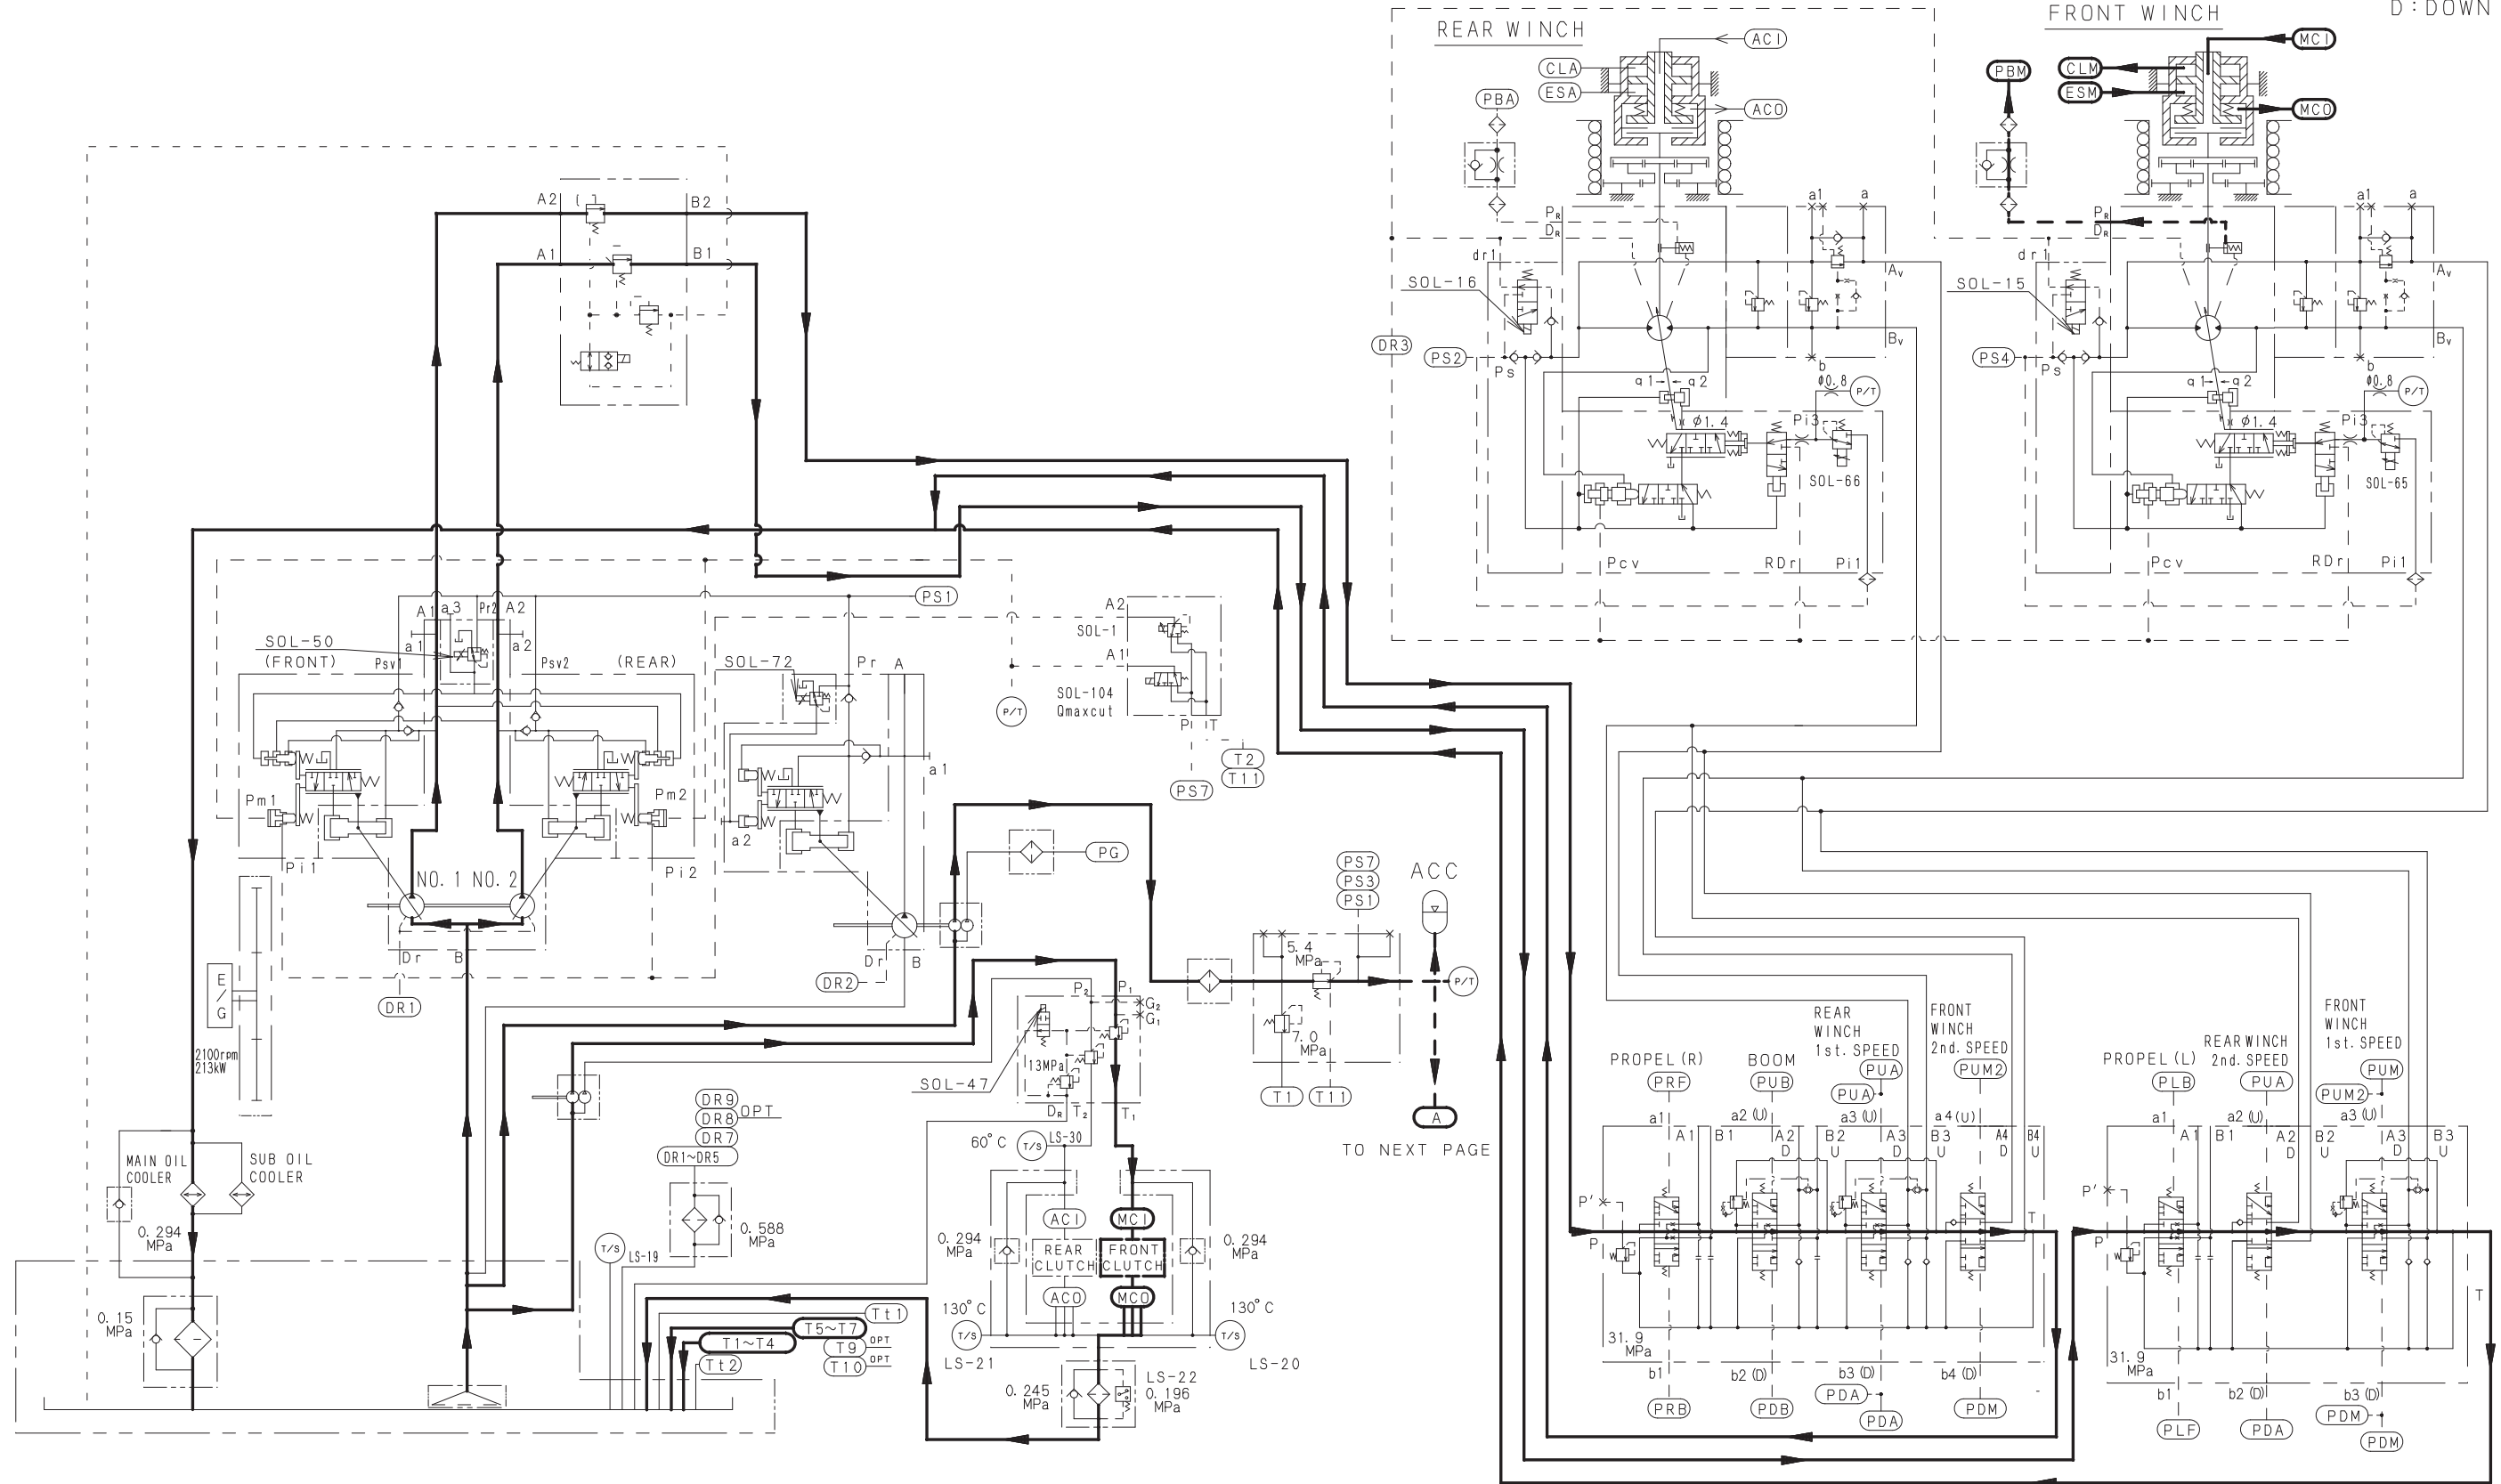 REAR WINCH
FRONT WINCH
D:DOWN
ACI
CLA
ESA
ACO
PBA
MCI
CLM
ESM
MCO
PBM
A2
B2
A1
B1
PR
DR
dr1
a1
a
SOL-16
AV
BV
DR3
PS2
Ps
b
q1
q2
φ0.8
P/T
φ1.4
Pi3
SOL-66
Pcv
RDr
Pi1
PR
DR
dr1
a1
a
SOL-15
AV
BV
PS4
Ps
b
q1
q2
φ0.8
P/T
φ1.4
Pi3
SOL-65
Pcv
RDr
Pi1
PS1
A1
a3
Pr2
A2
a1
a2
SOL-50
(FRONT)
Psv1
Psv2
(REAR)
SOL-72
Pr
A
A2
SOL-1
A1
SOL-104
Qmaxcut
P/T
P
T
T2
T11
PS7
Pm1
Pm2
a1
a2
Pi1
Pi2
NO.1 NO.2
PG
Dr
B
DR1
Dr
B
DR2
E/G
2100rpm
213kW
PS7
PS3
PS1
ACC
5.4
MPa
P/T
7.0
MPa
T1
T11
A
TO NEXT PAGE
P2
P1
G2
G1
13MPa
SOL-47
DR
T2
T1
DR9
DR8
OPT
DR7
DR1~DR5
60°C
T/S
LS-30
MAIN OIL
COOLER
SUB OIL
COOLER
0.294
MPa
0.15
MPa
0.588
MPa
T/S
LS-19
ACI
MCI
0.294
MPa
REAR
CLUTCH
FRONT
CLUTCH
0.294
MPa
ACO
MCO
130°C
130°C
T/S
T/S
LS-21
LS-20
Tt1
T5~T7
T1~T4
T9
OPT
T10
OPT
Tt2
0.245
MPa
LS-22
0.196
MPa
PROPEL(R)
BOOM
REAR
WINCH
1st.SPEED
FRONT
WINCH
2nd.SPEED
PRF
PUB
PUA
PUA
PUM2
a1
a2(U)
a3(U)
a4(U)
A1
B1
A2
D
B2
U
A3
D
B3
U
A4
D
B4
U
P'
P
T
31.9
MPa
b1
b2(D)
b3(D)
b4(D)
PRB
PDB
PDA
PDA
PDM
PROPEL(L)
REAR WINCH
2nd.SPEED
FRONT
WINCH
1st.SPEED
PLB
PUA
PUM
PUM2
a1
a2(U)
a3(U)
A1
B1
A2
D
B2
U
A3
D
B3
U
P'
P
T
31.9
MPa
b1
b2(D)
b3(D)
PLF
PDA
PDM
PDM